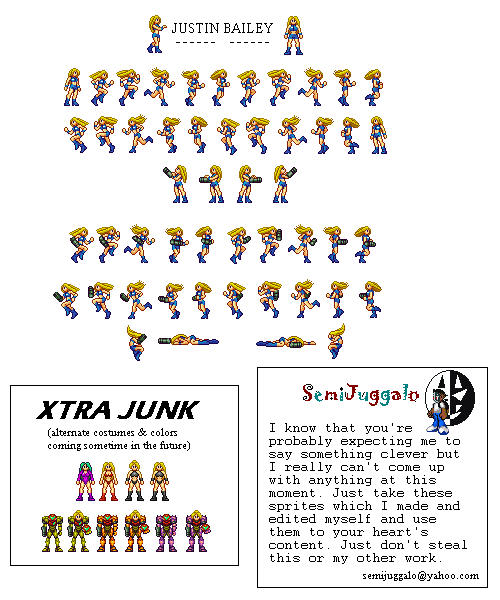 JUSTIN BAILEY
------ ------
XTRA JUNK
(alternate costumes & colors
coming sometime in the future)
SemiJuggalo
I know that you're
probably expecting me to
say something clever but
I really can't come up
with anything at this
moment. Just take these
sprites which I made and
edited myself and use
them to your heart's
content. Just don't steal
this or my other work.
semijuggalo@yahoo.com